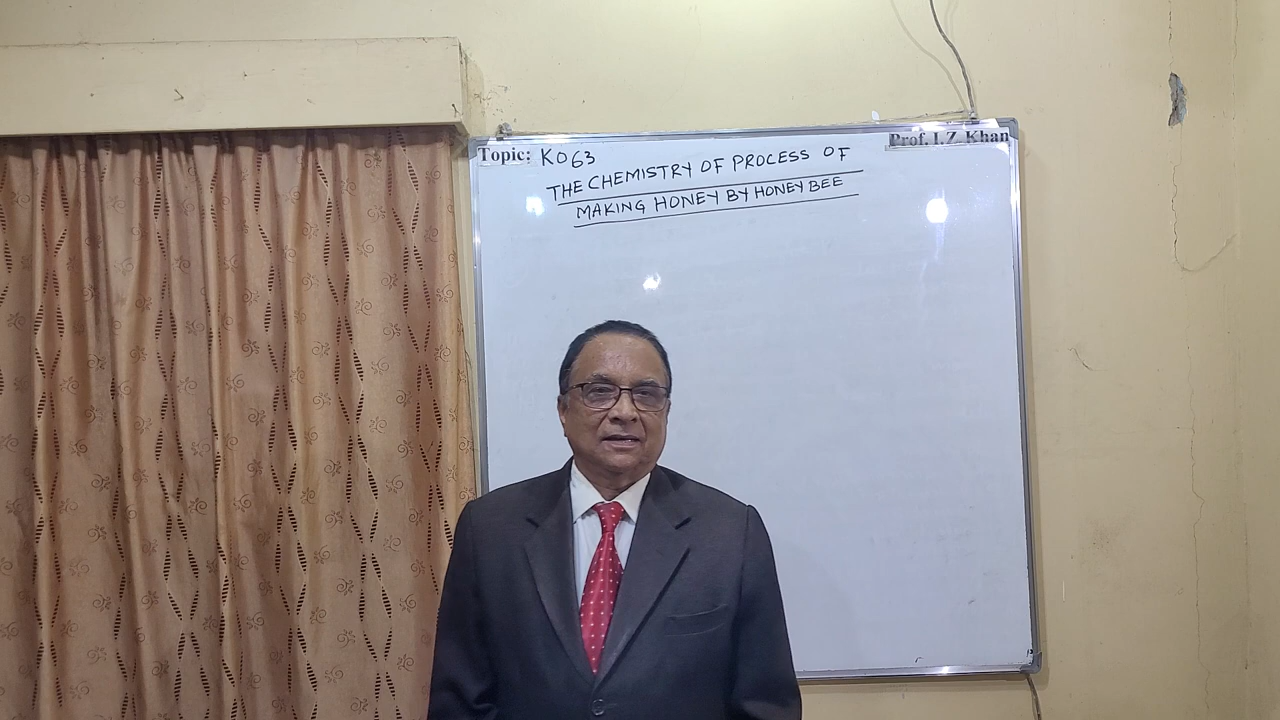 Topic: K063
Prof. I.Z. Khan
THE CHEMISTRY OF PROCESS OF
MAKING HONEY BY HONEY BEE